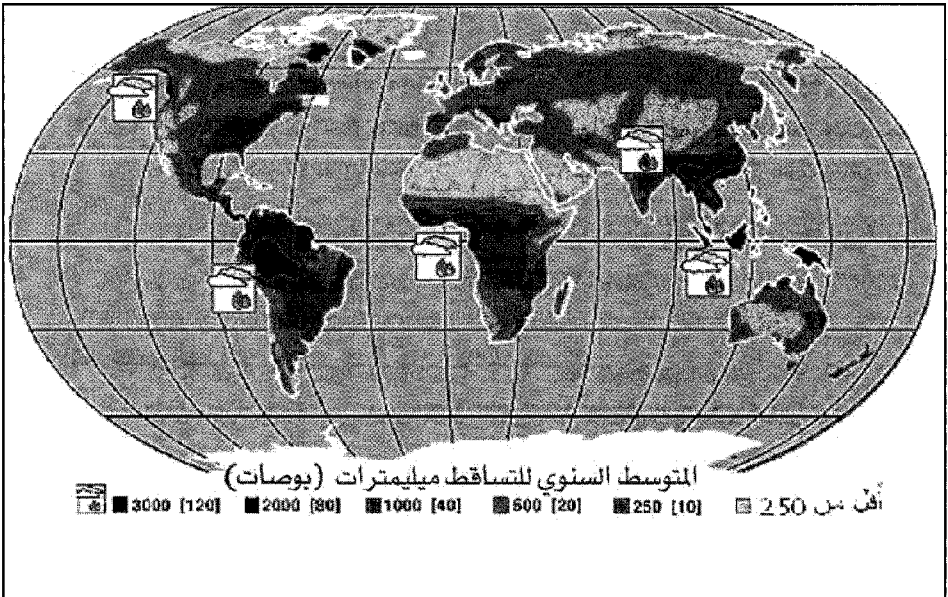 المتوسط السنوي للتساقط ميليمترات (بوصات)
3000 [120] 2000 [80] 1000 [40] 500 [20] 250 [10] أقل من 250